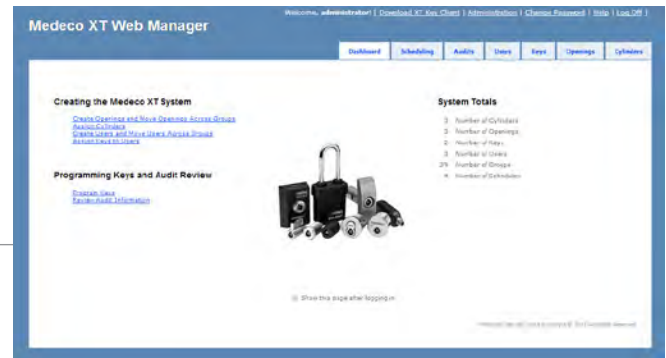 Medeco XT Web Manager
Welcome, administrator! | Download XT Key Client | Administration | Change Password | Help | Log Off |
Dashboard Scheduling Audits Users Keys Openings Cylinders
Creating the Medeco XT System
Create Openings and Move Openings Across Groups
Assign Cylinders
Create Users and Move Users Across Groups
Assign Keys to Users
Programming Keys and Audit Review
Program Keys
Review Audit Information
System Totals
Number of Cylinders
Number of Openings
Number of Keys
Number of Users
Number of Groups
Number of Schedules
Show this page after logging in